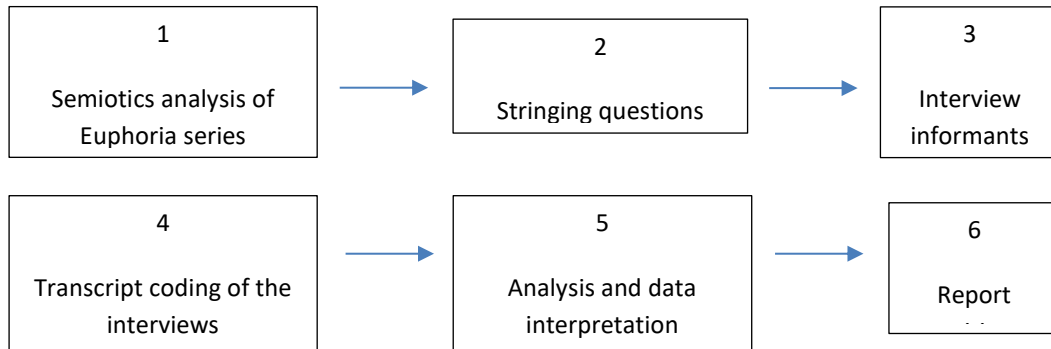 1
Semiotics analysis of
Euphoria series
2
Stringing questions
3
Interview
informants
4
Transcript coding of the
interviews
5
Analysis and data
interpretation
6
Report